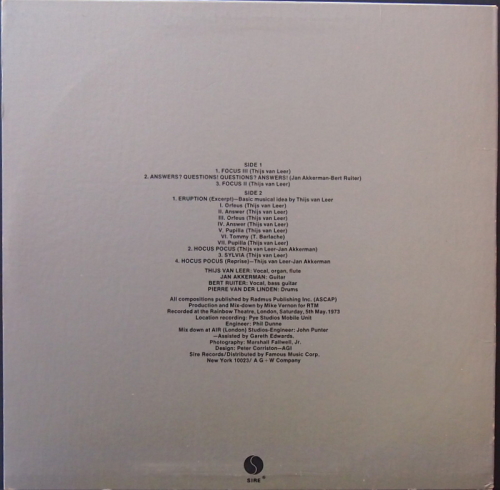 SIDE 1
1. FOCUS III (Thijs van Leer)
2. ANSWERS? QUESTIONS! QUESTIONS? ANSWERS! (Jan Akkerman-Bert Ruiter)
3. FOCUS II (Thijs van Leer)
SIDE 2
1. ERUPTION (Excerpt)—Basic musical idea by Thijs van Leer
I. Orfeus (Thijs van Leer)
II. Answer (Thijs van Leer)
III. Orfeus (Thijs van Leer)
IV. Answer (Thijs van Leer)
V. Pupilla (Thijs van Leer)
VI. Tommy (T. Barlache)
VII. Pupilla (Thijs van Leer)
2. HOCUS POCUS (Thijs van Leer-Jan Akkerman)
3. SYLVIA (Thijs van Leer)
4. HOCUS POCUS (Reprise)—Thijs van Leer-Jan Akkerman
THIJS VAN LEER: Vocal, organ, flute
JAN AKKERMAN: Guitar
BERT RUITER: Vocal, bass guitar
PIERRE VAN DER LINDEN: Drums
All compositions published by Radmus Publishing Inc. (ASCAP)
Production and Mix-down by Mike Vernon for RTM
Recorded at the Rainbow Theatre, London, Saturday, 5th May, 1973
Location recording: Pye Studios Mobile Unit
Engineer: Phil Dunne
Mix down at AIR (London) Studios-Engineer: John Punter
—Assisted by Gareth Edwards,
Photography: Marshall Fallwell, Jr.
Design: Peter Corriston—AGI
Sire Records/Distributed by Famous Music Corp.
New York 10023/ A G + W Company
SIRE ®